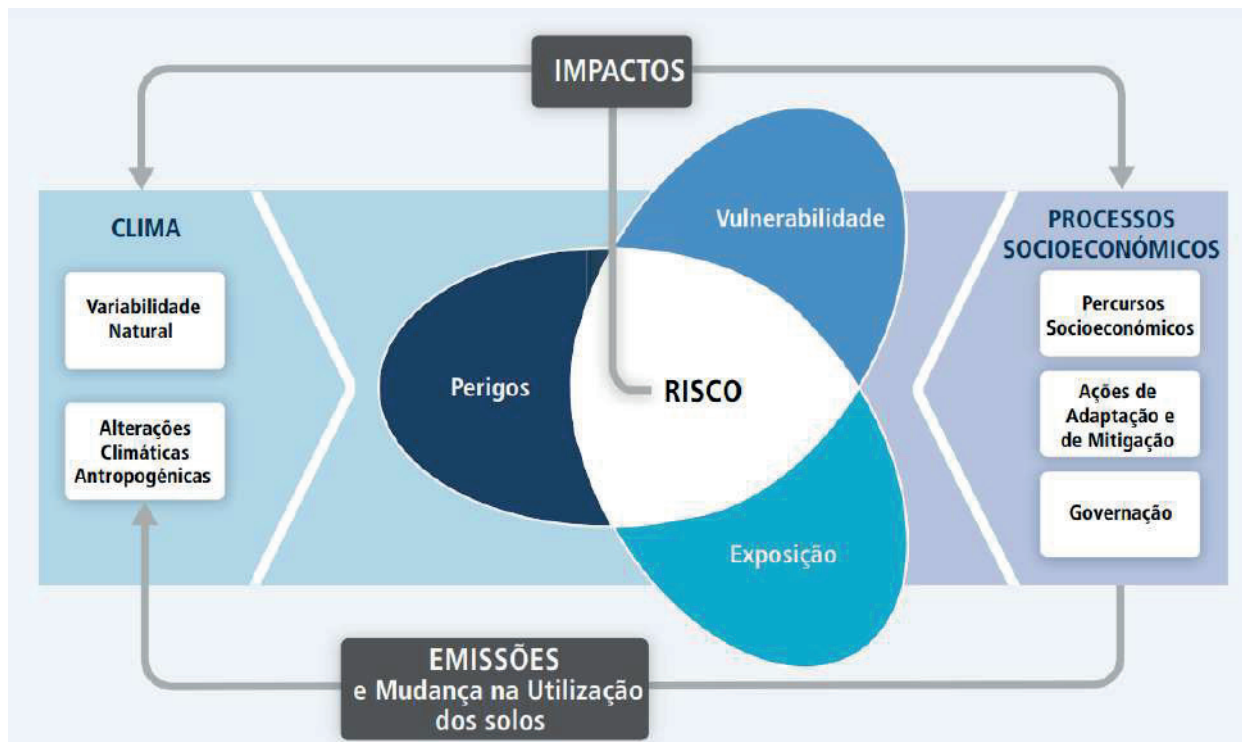 IMPACTOS
CLIMA
Variabilidade
Natural
Alterações
Climáticas
Antropogénicas
Perigos
Vulnerabilidade
RISCO
Exposição
PROCESSOS
SOCIOECONÓMICOS
Percursos
Socioeconómicos
Ações de
Adaptação e
de Mitigação
Governação
EMISSÕES
e Mudança na Utilização
dos solos